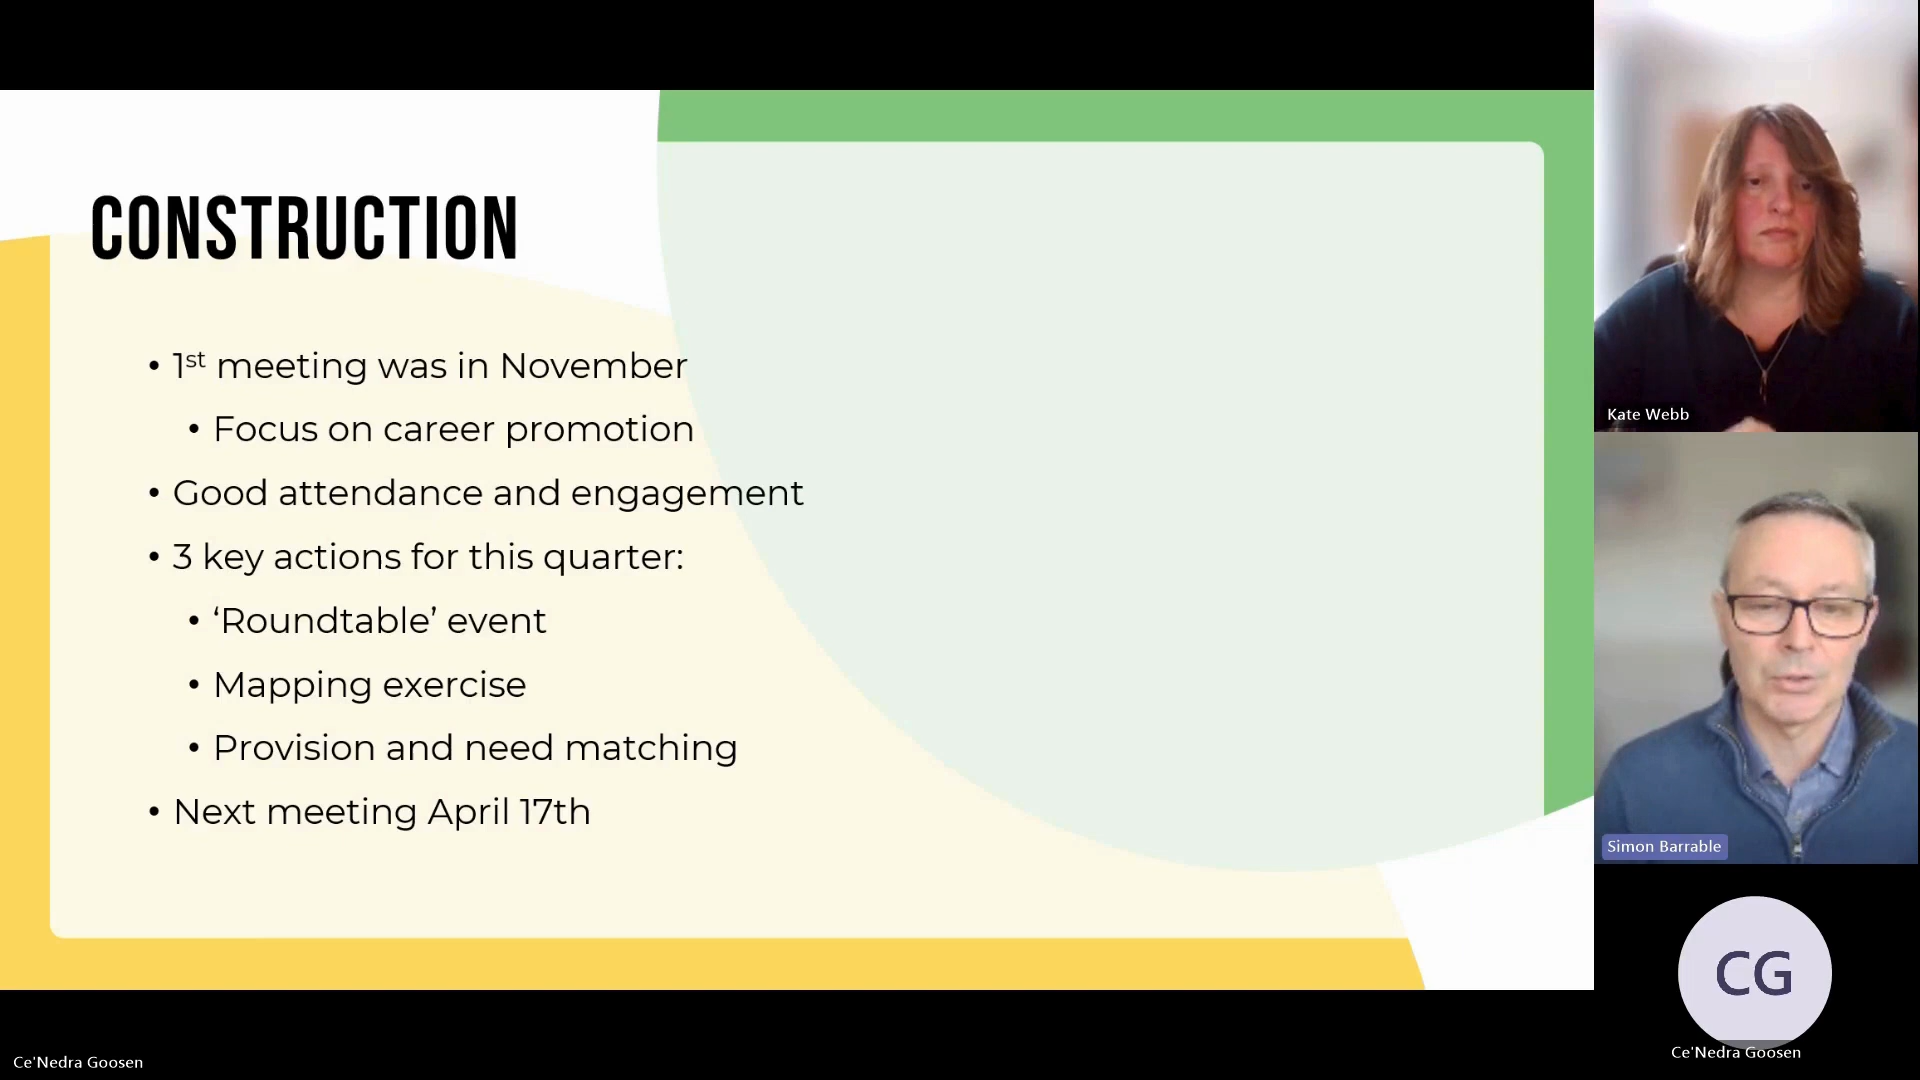 CONSTRUCTION
• 1st meeting was in November
• Focus on career promotion
• Good attendance and engagement
• 3 key actions for this quarter:
• ‘Roundtable’ event
• Mapping exercise
• Provision and need matching
• Next meeting April 17th
Kate Webb
Simon Barrable
CG
Ce'Nedra Goosen
Ce'Nedra Goosen